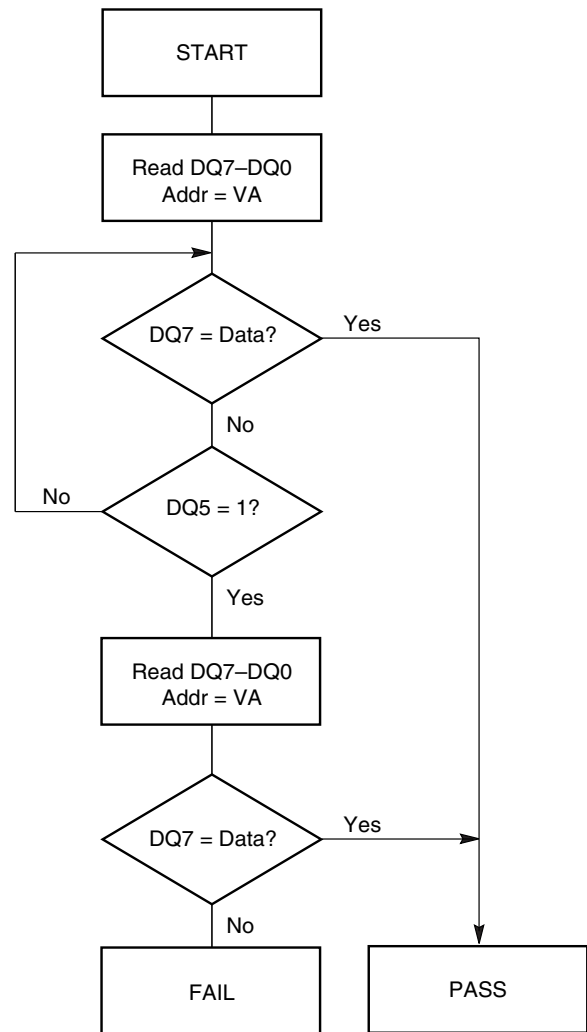 START
Read DQ7–DQ0
Addr = VA
DQ7 = Data?
Yes
No
No
DQ5 = 1?
Yes
Read DQ7–DQ0
Addr = VA
DQ7 = Data?
Yes
No
FAIL
PASS